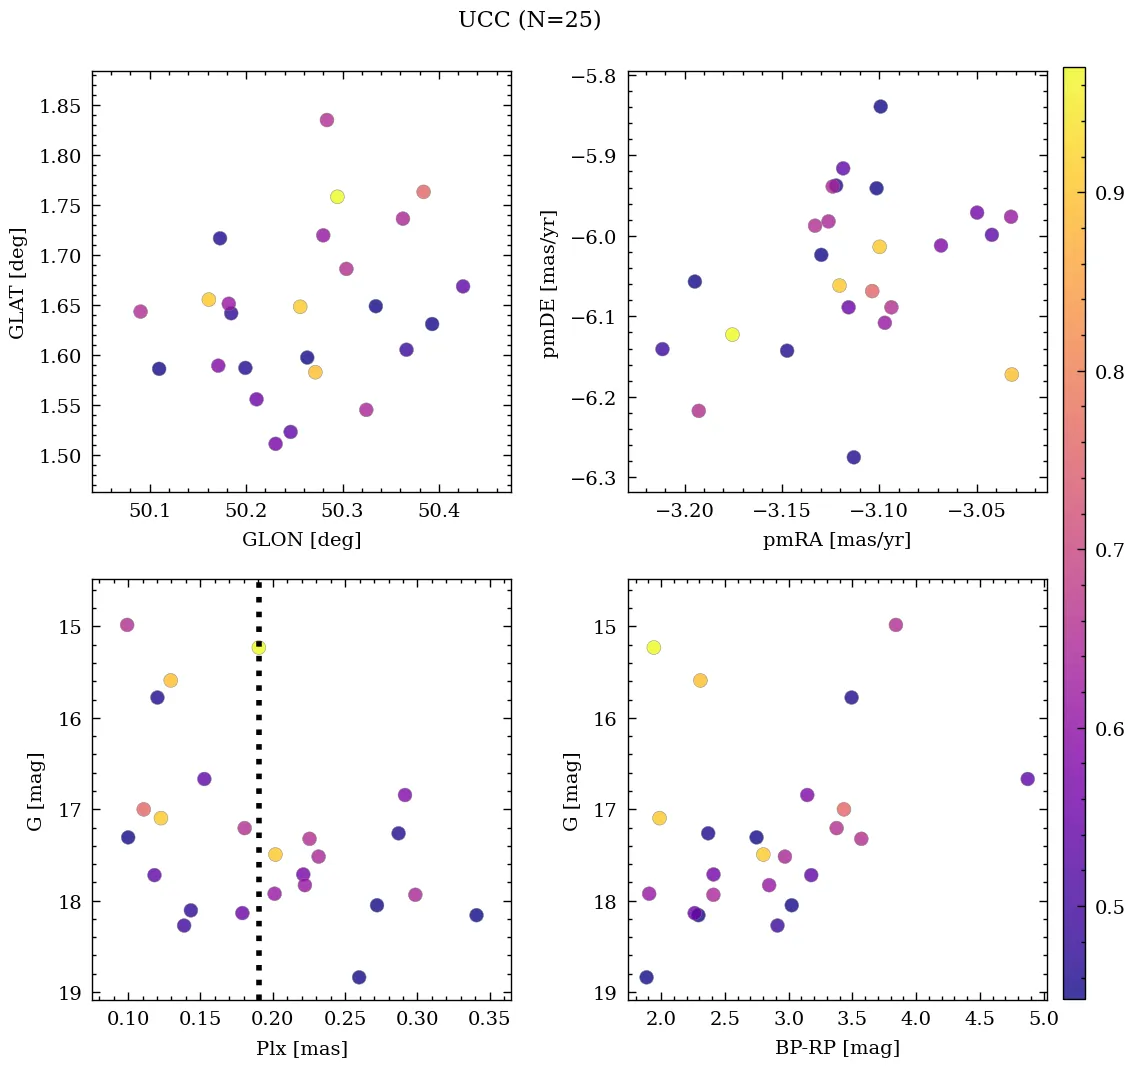 UCC (N=25)
1.85
1.80
1.75
1.70
1.65
1.60
1.55
1.50
GLAT [deg]
50.1 50.2 50.3 50.4
GLON [deg]
−5.8
−5.9
−6.0
−6.1
−6.2
−6.3
pmDE [mas/yr]
−3.20 −3.15 −3.10 −3.05
pmRA [mas/yr]
15
16
17
18
19
G [mag]
0.10 0.15 0.20 0.25 0.30 0.35
Plx [mas]
15
16
17
18
19
G [mag]
2.0 2.5 3.0 3.5 4.0 4.5 5.0
BP-RP [mag]
0.9
0.8
0.7
0.6
0.5